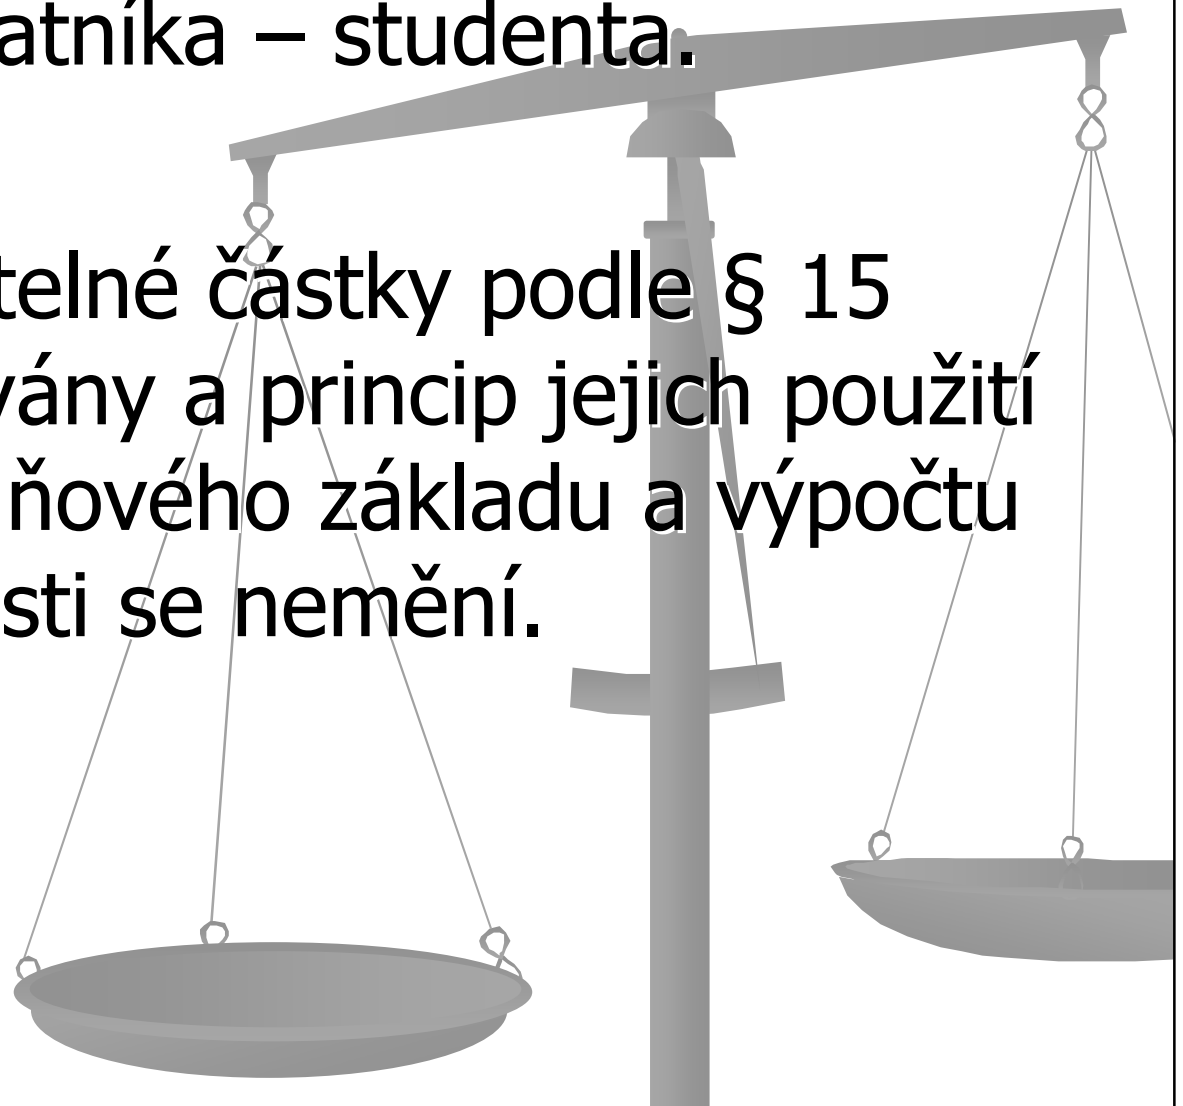 atníka – studenta.
telné částky podle § 15
vány a princip jejich použití
ňového základu a výpočtu
sti se nemění.